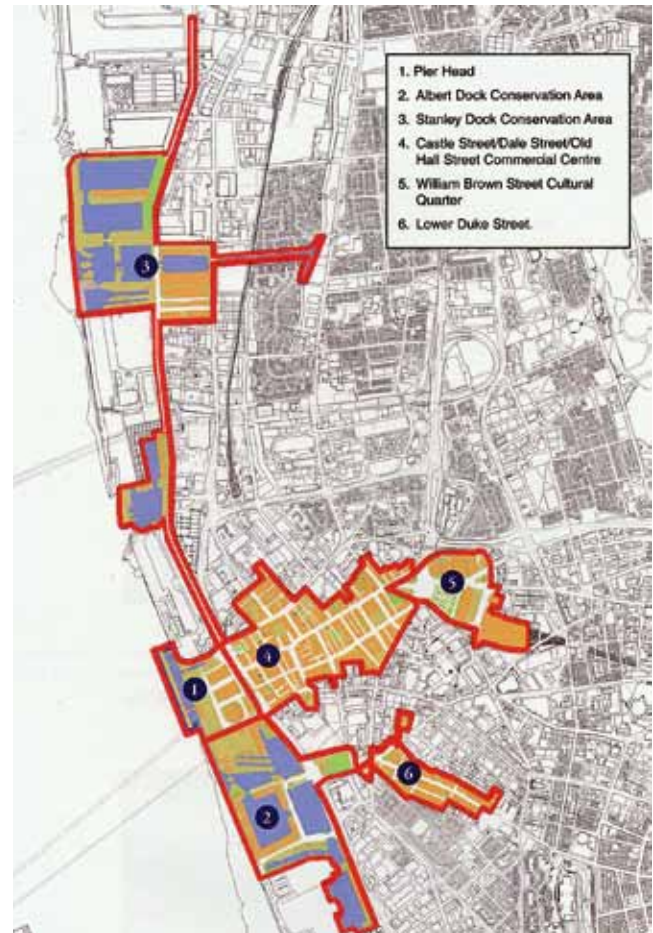 1. Pier Head
2. Albert Dock Conservation Area
3. Stanley Dock Conservation Area
4. Castle Street/Dale Street/Old
Hall Street Commercial Centre
5. William Brown Street Cultural
Quarter
6. Lower Duke Street.
3
5
4
1
6
2